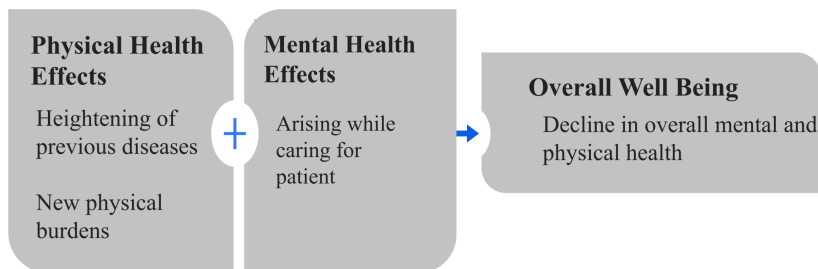 Physical Health
Effects
Heightening of
previous diseases
New physical
burdens
+
Mental Health
Effects
Arising while
caring for
patient
Overall Well Being
Decline in overall mental and
physical health